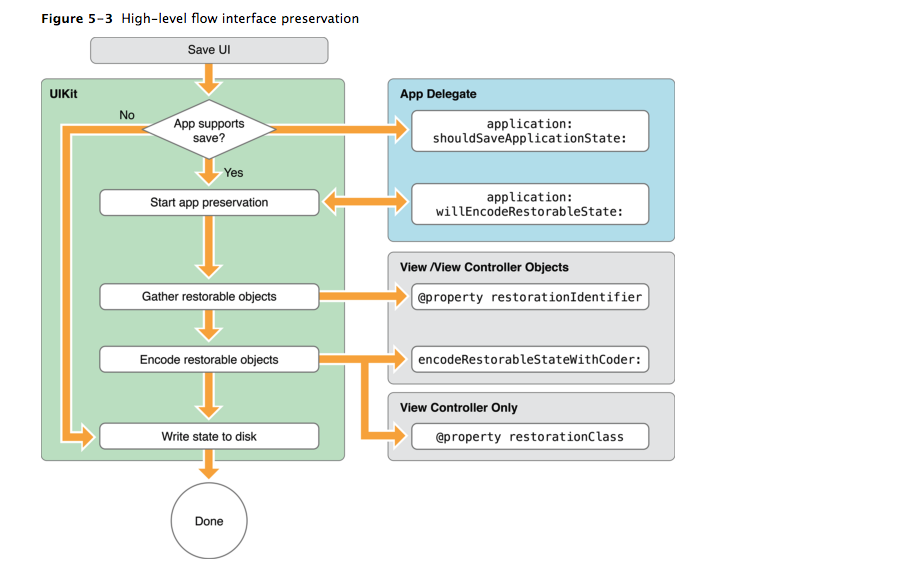 Figure 5-3 High-level flow interface preservation
Save UI
UIKit
No
App supports
save?
Yes
Start app preservation
Gather restorable objects
Encode restorable objects
Write state to disk
Done
App Delegate
application:
shouldSaveApplicationState:
application:
willEncodeRestorableState:
View /View Controller Objects
@property restorationIdentifier
encodeRestorableStateWithCoder:
View Controller Only
@property restorationClass